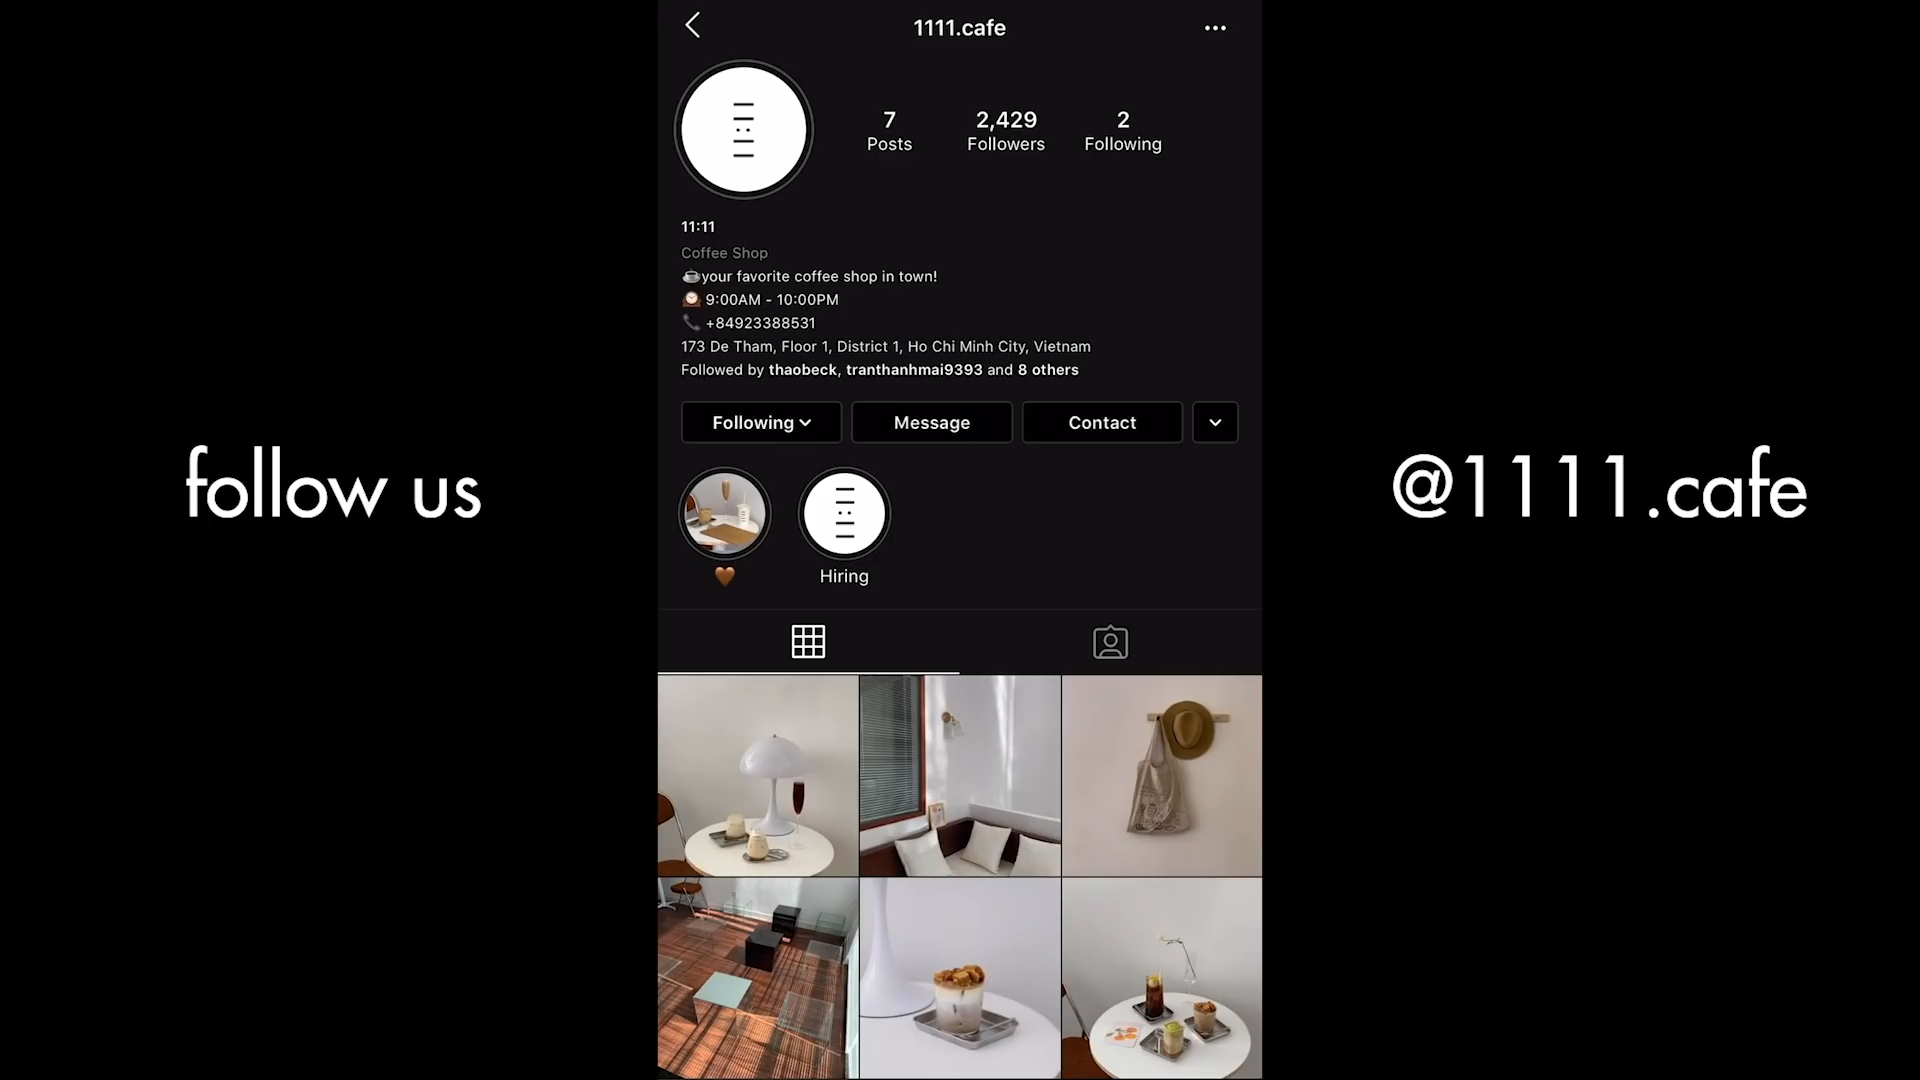 1111.cafe
7
Posts
2,429
Followers
2
Following
11:11
Coffee Shop
☕your favorite coffee shop in town!
🕰 9:00AM - 10:00PM
📞 +84923388531
173 De Tham, Floor 1, District 1, Ho Chi Minh City, Vietnam
Followed by thaobeck, tranthanhmai9393 and 8 others
Following
Message
Contact
🤎
Hiring
follow us
@1111.cafe